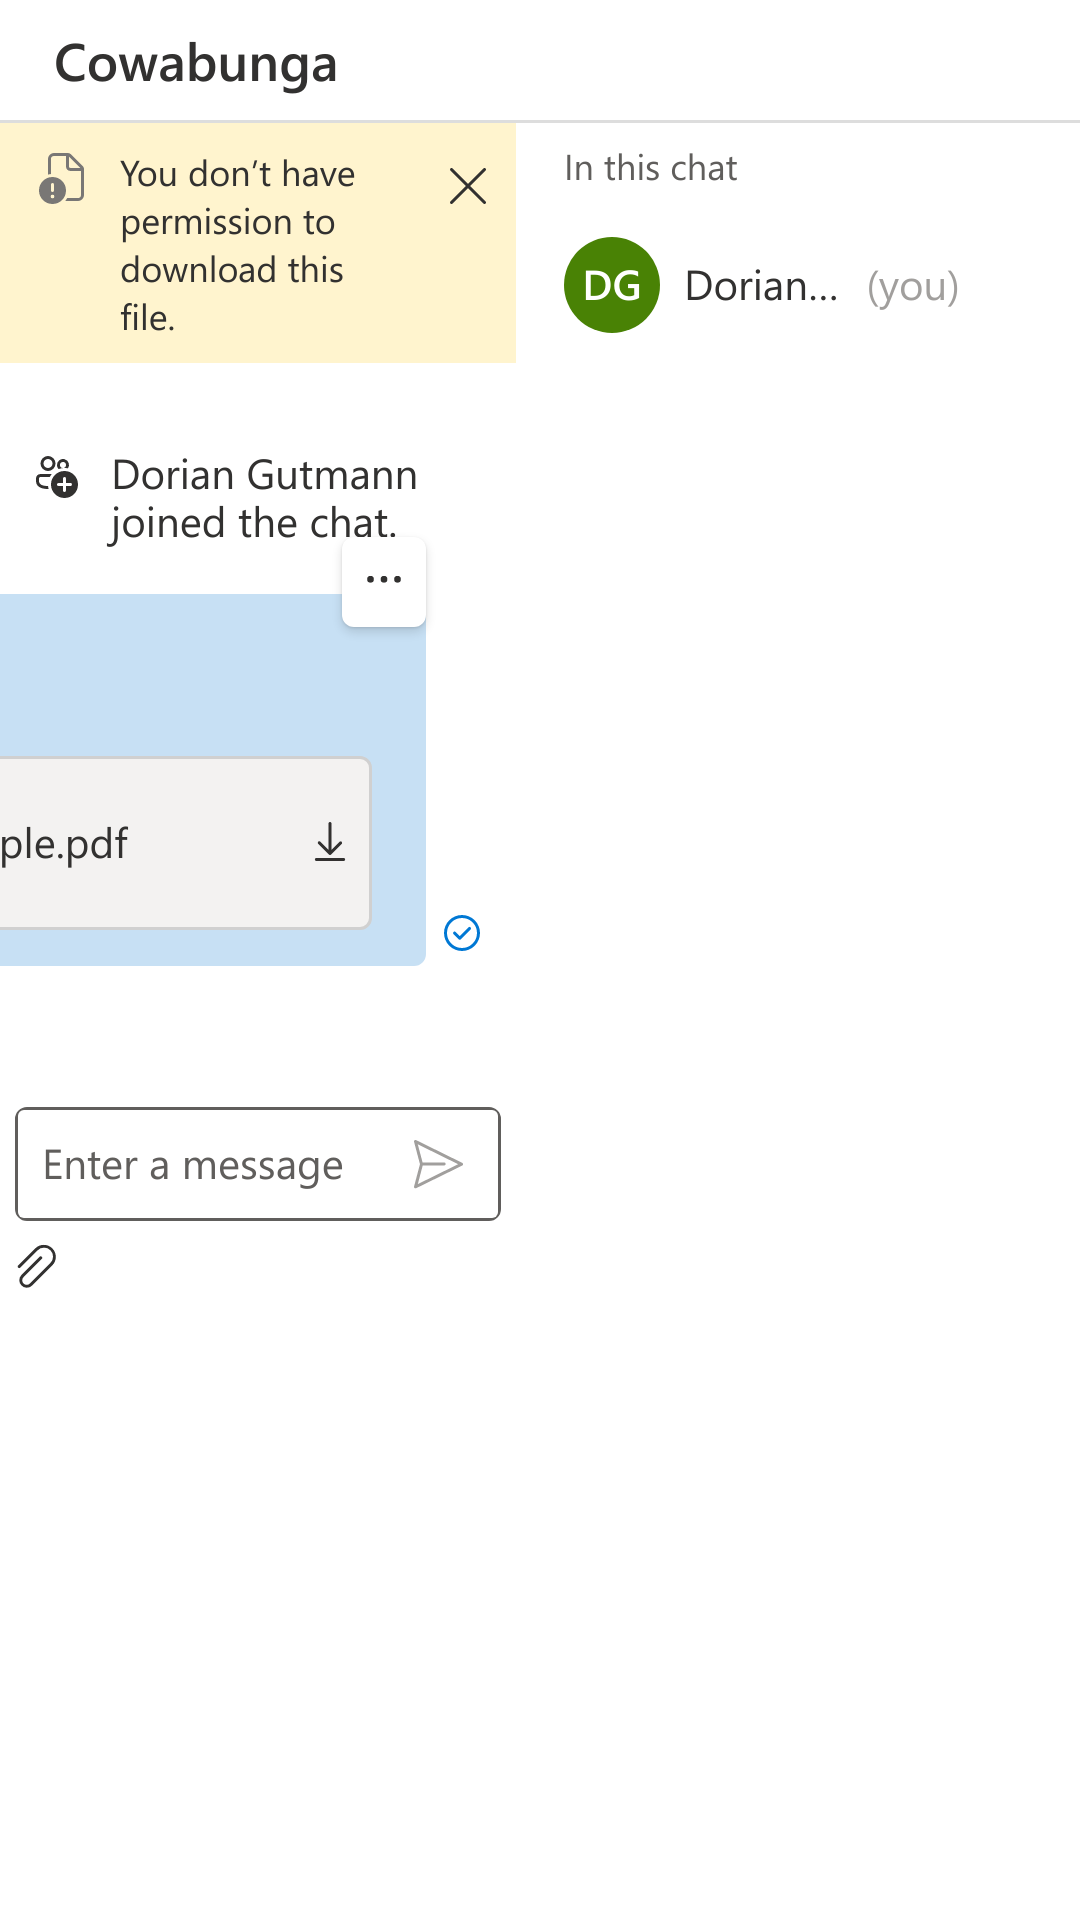 Cowabunga
You don’t have
permission to
download this
file.
In this chat
DG
Dorian... (you)
Dorian Gutmann
joined the chat.
ple.pdf
Enter a message